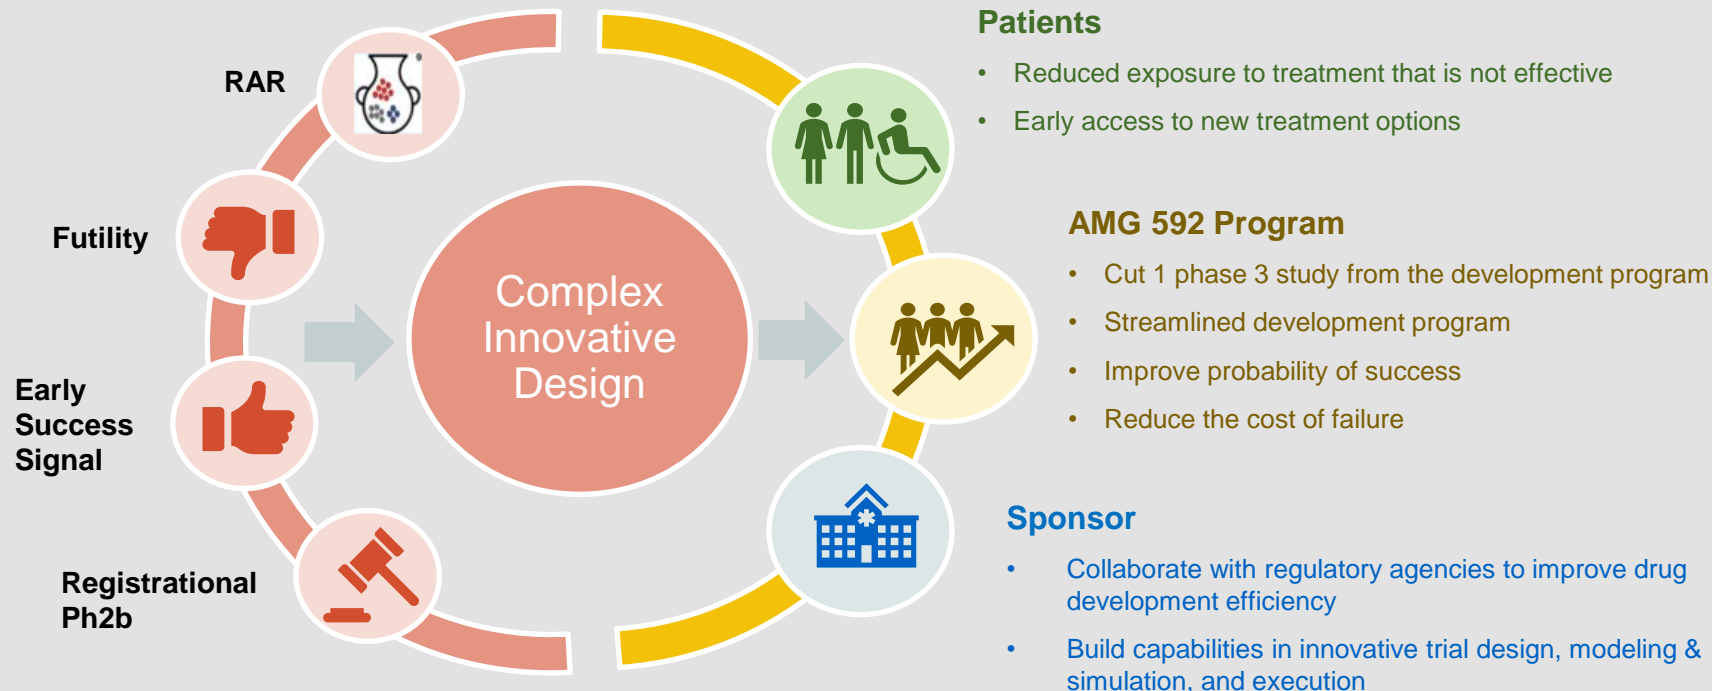 RAR
Futility
Early
Success
Signal
Registrational
Ph2b
Complex
Innovative
Design
Patients
• Reduced exposure to treatment that is not effective
• Early access to new treatment options
AMG 592 Program
• Cut 1 phase 3 study from the development program
• Streamlined development program
• Improve probability of success
• Reduce the cost of failure
Sponsor
• Collaborate with regulatory agencies to improve drug
development efficiency
• Build capabilities in innovative trial design, modeling &
simulation, and execution